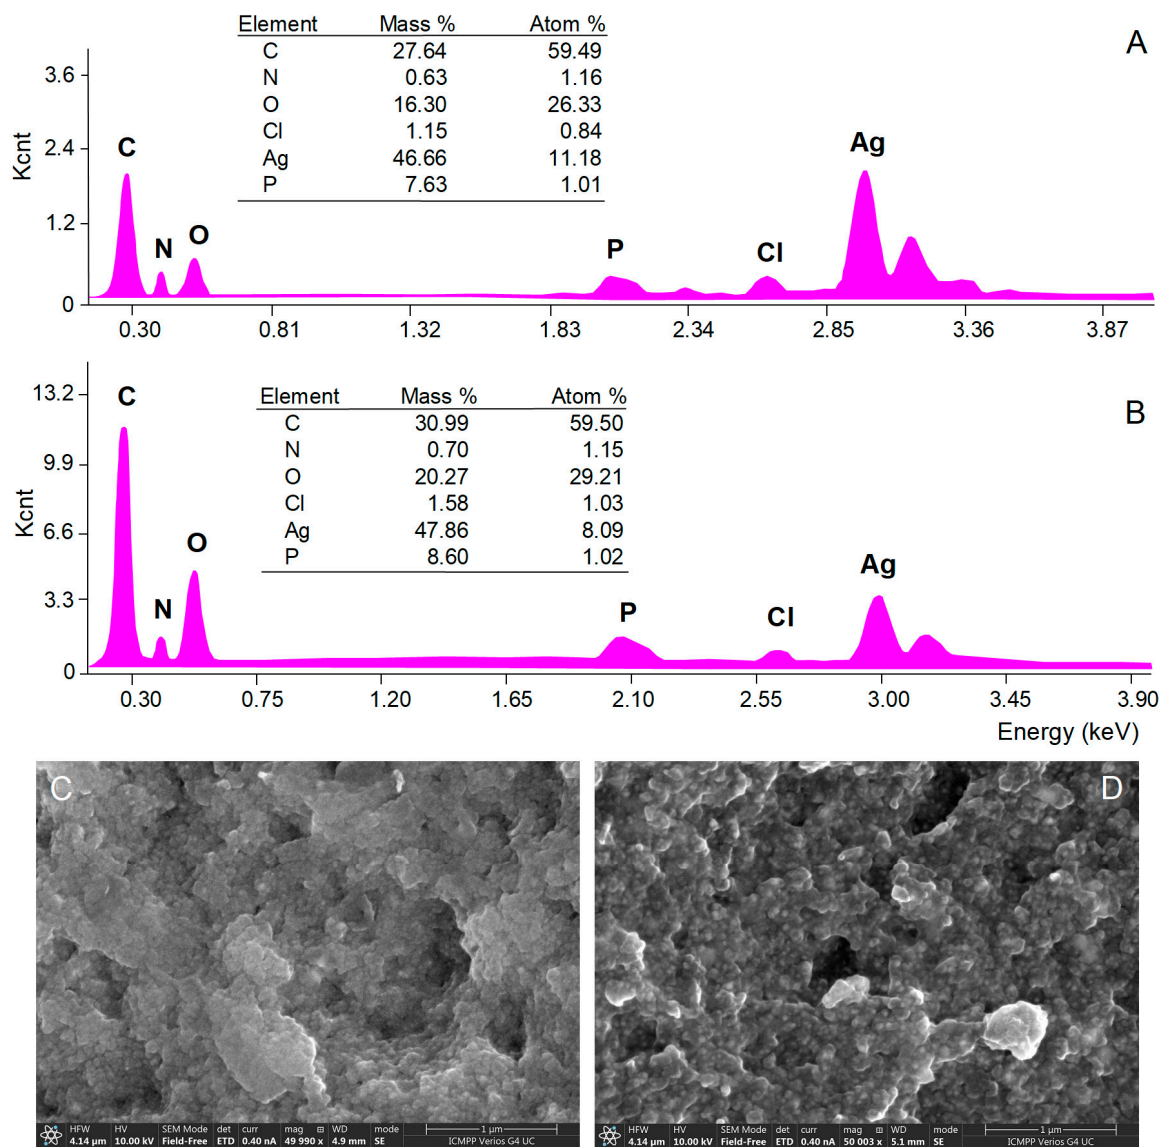 A
Element Mass % Atom %
C 27.64 59.49
N 0.63 1.16
O 16.30 26.33
Cl 1.15 0.84
Ag 46.66 11.18
P 7.63 1.01
Kcnt
3.6
2.4
1.2
0
C
N
O
P
Cl
Ag
0.30 0.81 1.32 1.83 2.34 2.85 3.36 3.87
B
Element Mass % Atom %
C 30.99 59.50
N 0.70 1.15
O 20.27 29.21
Cl 1.58 1.03
Ag 47.86 8.09
P 8.60 1.02
Kcnt
13.2
9.9
6.6
3.3
0
C
N
O
P
Cl
Ag
0.30 0.75 1.20 1.65 2.10 2.55 3.00 3.45 3.90
Energy (keV)
C
HFW HV SEM Mode det curr mag WD mode 1 µm
4.14 µm 10.00 kV Field-Free ETD 0.40 nA 49 990 x 4.9 mm SE ICMPP Verios G4 UC
D
HFW HV SEM Mode det curr mag WD mode 1 µm
4.14 µm 10.00 kV Field-Free ETD 0.40 nA 50 003 x 5.1 mm SE ICMPP Verios G4 UC